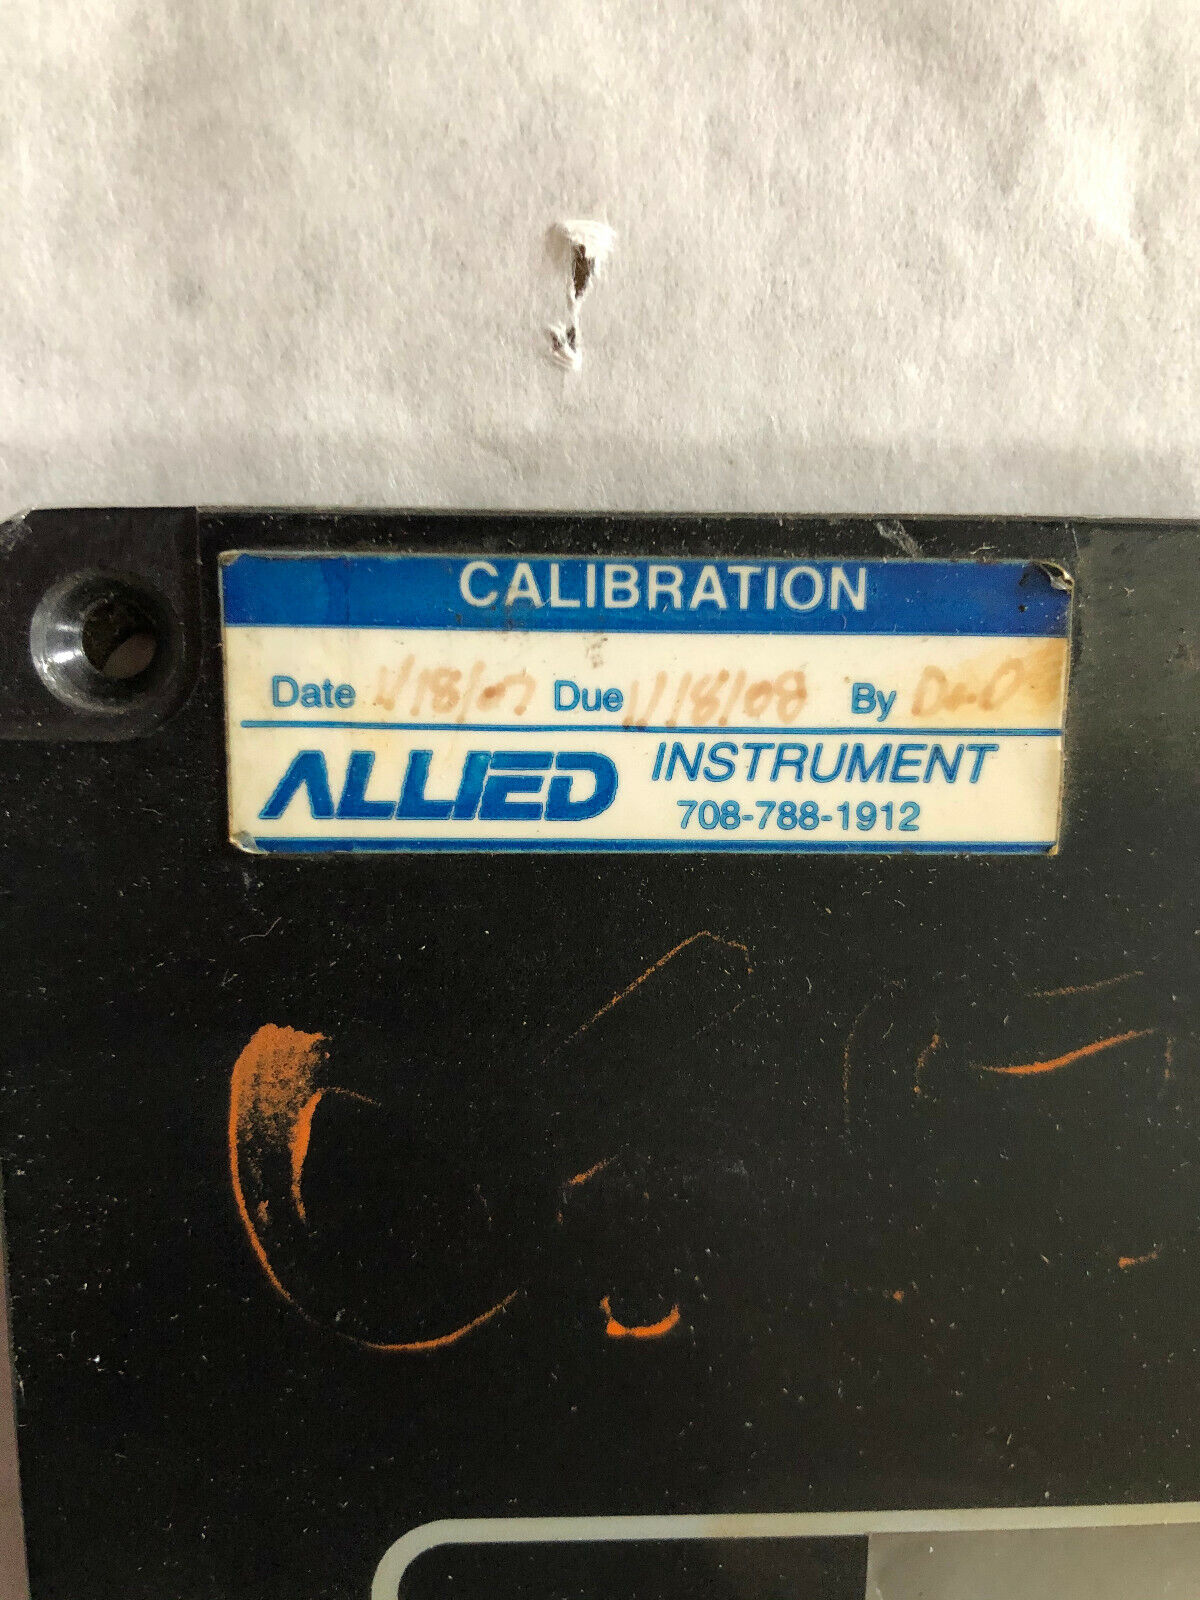 CALIBRATION
Date 1/18/07 Due 1/18/08 By
ALLIED INSTRUMENT
708-788-1912